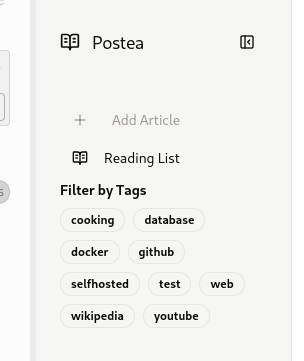 Postea
Add Article
Reading List
Filter by Tags
cooking database
docker github
selfhosted test web
wikipedia youtube